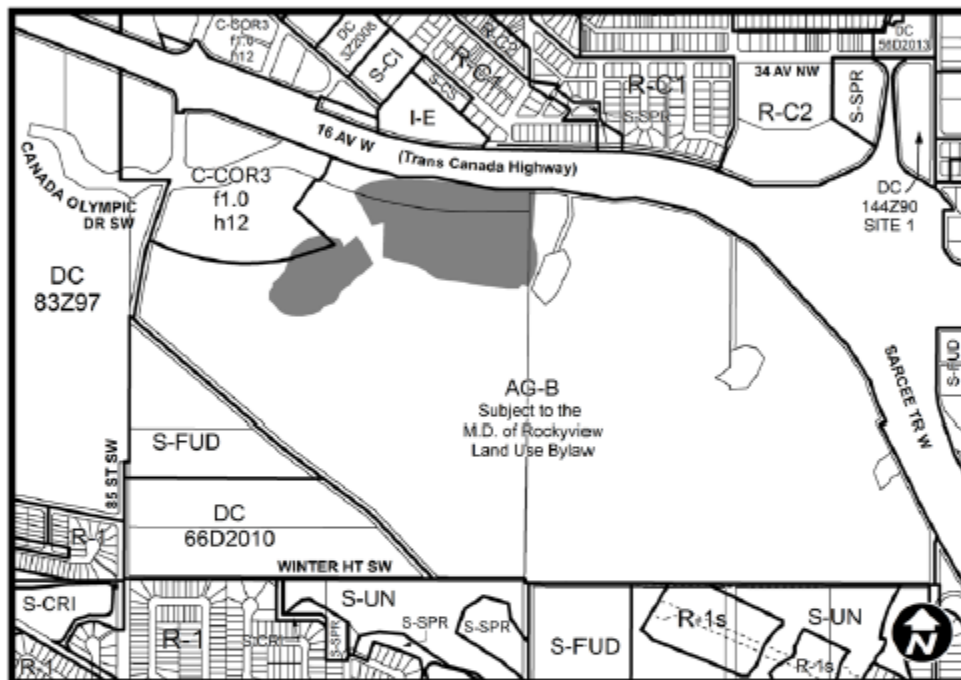 C-COR3
f1.0
h12
DC
3Z2008
S-CI
R-C2
R-C1
S-CS
I-E
R-C1
S-SPR
DC
56D2013
34 AV NW
R-C2
S-SPR
16 AV W (Trans Canada Highway)
DC
144Z90
SITE 1
C-COR3
f1.0
h12
CANADA OLYMPIC
DR SW
DC
83Z97
AG-B
Subject to the
M.D. of Rockyview
Land Use Bylaw
S-FUD
SARCEE TR W
S-FUD
85 ST SW
DC
66D2010
WINTER HT SW
S-CRI
R-1
S-CRI
S-SPR
S-UN
S-SPR
S-SPR
S-FUD
R-1s
S-UN
R-1s
R-1
N